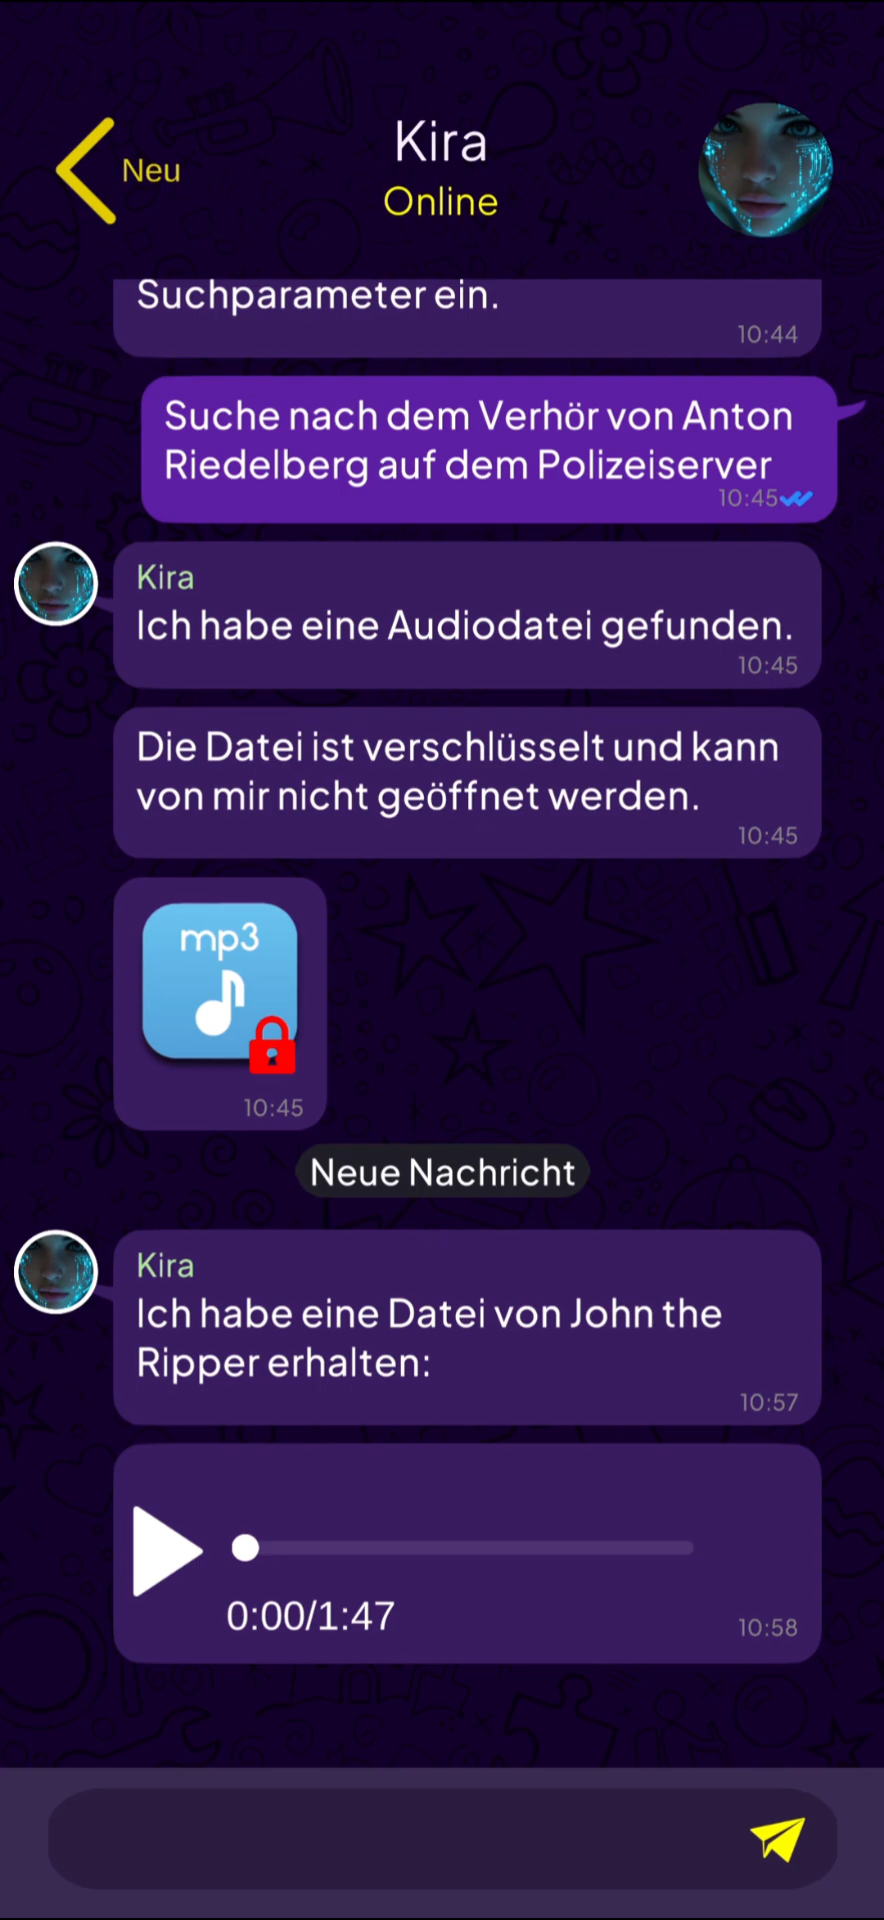 Neu
Kira
Online
Suchparameter ein.
10:44
Suche nach dem Verhör von Anton
Riedelberg auf dem Polizeiserver
10:45
Kira
Ich habe eine Audiodatei gefunden.
10:45
Die Datei ist verschlüsselt und kann
von mir nicht geöffnet werden.
10:45
mp3
10:45
Neue Nachricht
Kira
Ich habe eine Datei von John the
Ripper erhalten:
10:57
0:00/1:47
10:58